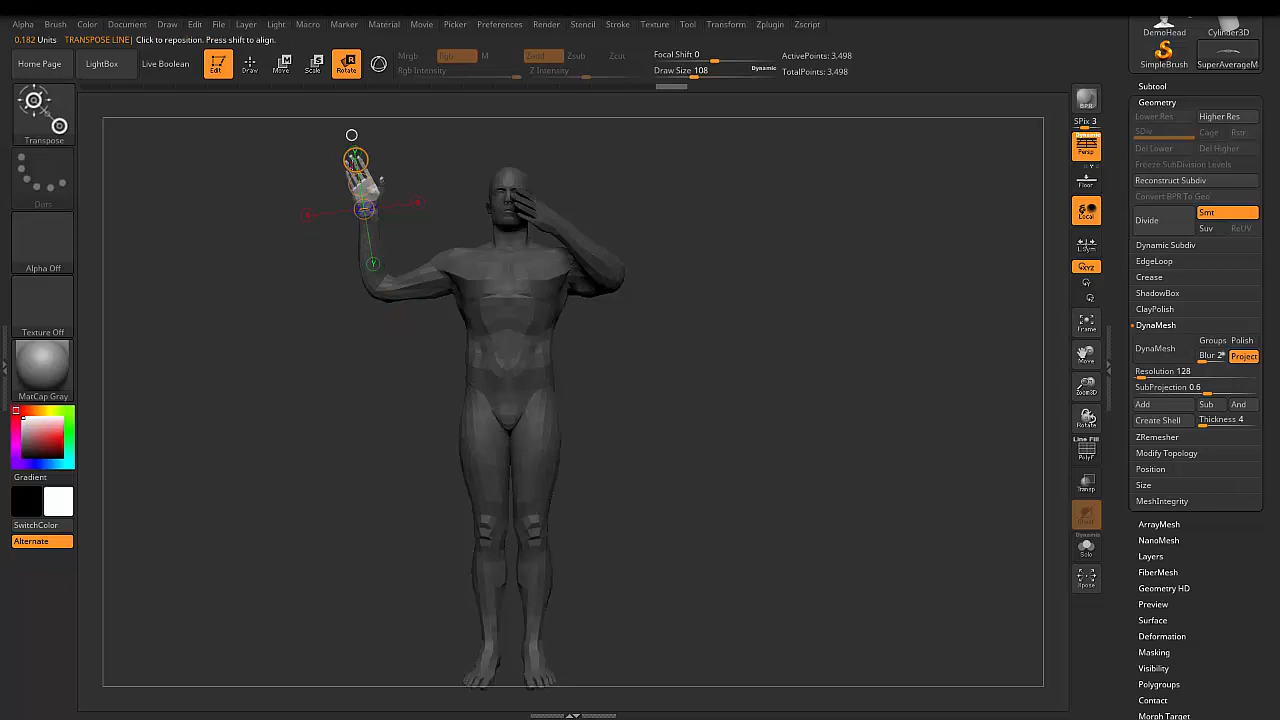 Alpha Brush Color Document Draw Edit File Layer Light Macro Marker Material Movie Picker Preferences Render Stencil Stroke Texture Tool Transform Zplugin Zscript
0.182 Units TRANSPOSE LINE| Click to reposition. Press shift to align.
Home Page LightBox Live Boolean
Edit Draw Move Scale Rotate
Mrgb Rgb M
Rgb Intensity
Zadd Zsub Zcut
Z Intensity
Focal Shift 0
Draw Size 108 Dynamic
ActivePoints: 3,498
TotalPoints: 3,498
Transpose
Dots
Alpha Off
Texture Off
MatCap Gray
Gradient
SwitchColor
Alternate
Y
BPR
SPix 3
Dynamic
Persp
Floor
Local
L.Sym
XYZ
Frame
Move
Zoom3D
Rotate
Line Fill
PolyF
Transp
Ghost
Dynamic
Solo
Xpose
DemoHead Cylinder3D
SimpleBrush SuperAverageM
Subtool
Geometry
Lower Res Higher Res
SDiv Cage Rstr
Del Lower Del Higher
Freeze SubDivision Levels
Reconstruct Subdiv
Convert BPR To Geo
Divide Smt
Suv ReUV
Dynamic Subdiv
EdgeLoop
Crease
ShadowBox
ClayPolish
DynaMesh
Groups Polish
DynaMesh Blur 2 Project
Resolution 128
SubProjection 0.6
Add Sub And
Create Shell Thickness 4
ZRemesher
Modify Topology
Position
Size
MeshIntegrity
ArrayMesh
NanoMesh
Layers
FiberMesh
Geometry HD
Preview
Surface
Deformation
Masking
Visibility
Polygroups
Contact
Morph Target